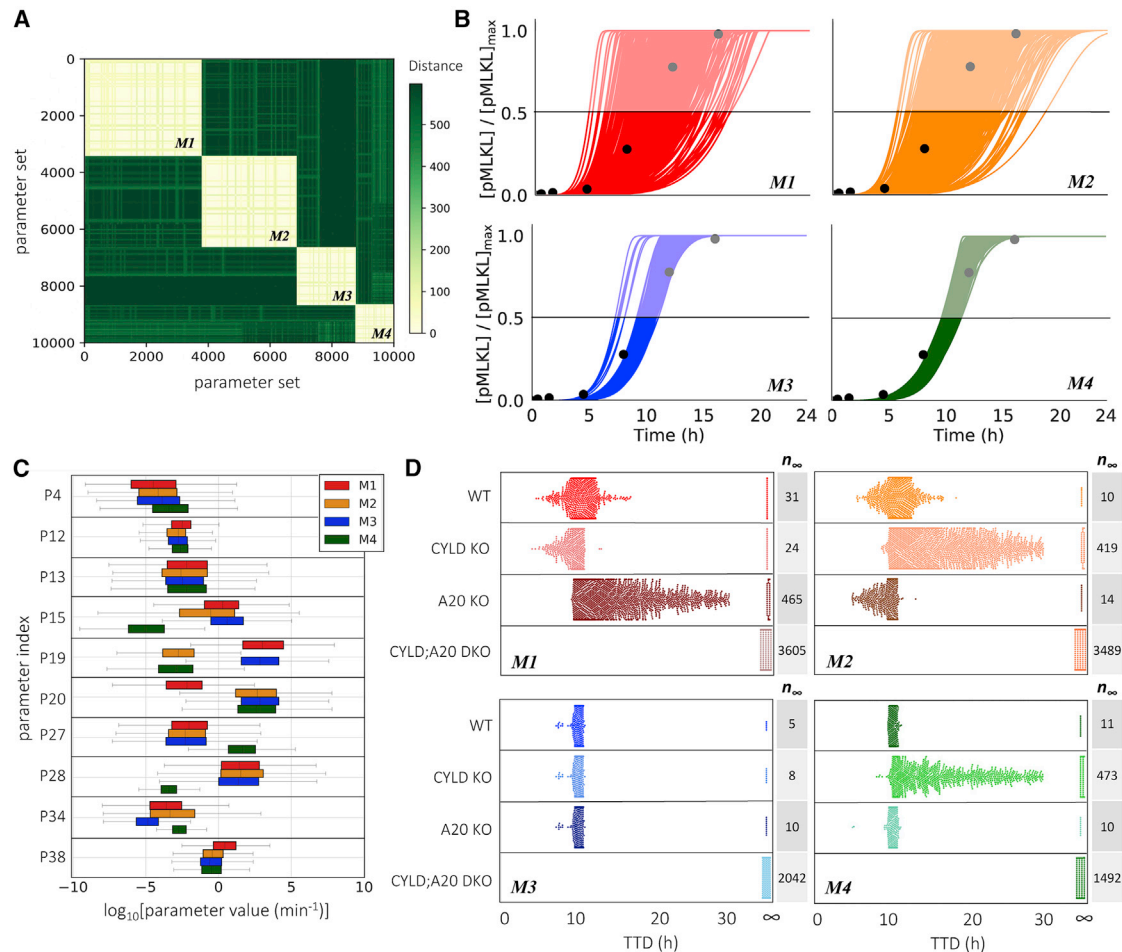 A
Distance
0
2000
4000
6000
8000
10000
parameter set
M1
M2
M3
M4
0 2000 4000 6000 8000 10000
parameter set
500
400
300
200
100
0
B
[pMLKL] / [pMLKL]max
1.0
0.5
0.0
M1
M2
[pMLKL] / [pMLKL]max
1.0
0.5
0.0
M3
M4
0 5 10 15 20 24
Time (h)
0 5 10 15 20 24
Time (h)
C
parameter index
P4
P12
P13
P15
P19
P20
P27
P28
P34
P38
M1
M2
M3
M4
−10 −5 0 5 10
log10[parameter value (min-1)]
D
n∞
n∞
WT
31
10
CYLD KO
24
419
A20 KO
465
14
CYLD;A20 DKO
M1
3605
M2
3489
n∞
n∞
WT
5
11
CYLD KO
8
473
A20 KO
10
10
CYLD;A20 DKO
M3
2042
M4
1492
0 10 20 30 ∞
TTD (h)
0 10 20 30 ∞
TTD (h)